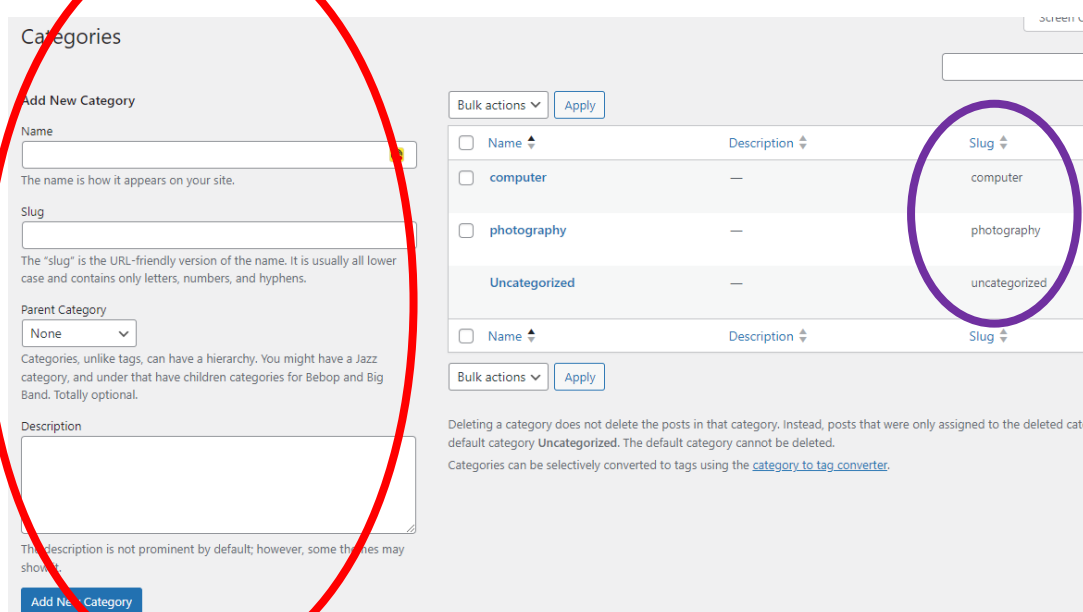 Screen
Categories
Add New Category
Name
The name is how it appears on your site.
Slug
The “slug” is the URL-friendly version of the name. It is usually all lower
case and contains only letters, numbers, and hyphens.
Parent Category
None
Categories, unlike tags, can have a hierarchy. You might have a Jazz
category, and under that have children categories for Bebop and Big
Band. Totally optional.
Description
The description is not prominent by default; however, some themes may
show it.
Add New Category
Bulk actions Apply
Name Description Slug
computer — computer
photography — photography
Uncategorized — uncategorized
Name Description Slug
Bulk actions Apply
Deleting a category does not delete the posts in that category. Instead, posts that were only assigned to the deleted
default category Uncategorized. The default category cannot be deleted.
Categories can be selectively converted to tags using the category to tag converter.